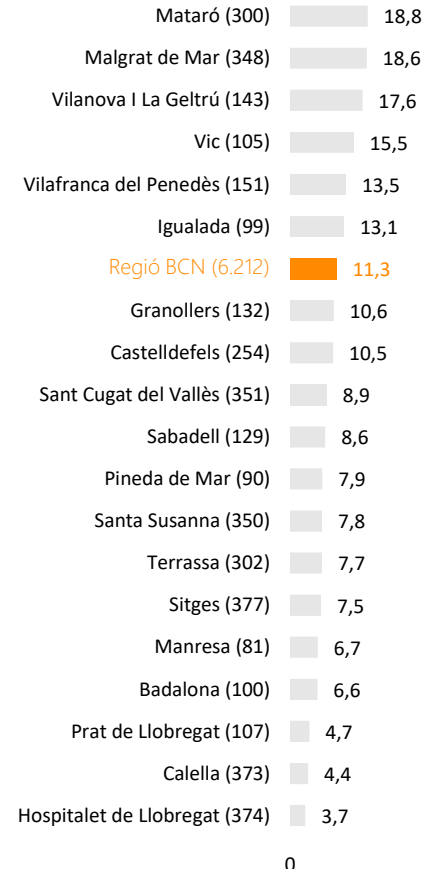 Mataró (300) 18,8
Malgrat de Mar (348) 18,6
Vilanova I La Geltrú (143) 17,6
Vic (105) 15,5
Vilafranca del Penedès (151) 13,5
Igualada (99) 13,1
Regió BCN (6.212) 11,3
Granollers (132) 10,6
Castelldefels (254) 10,5
Sant Cugat del Vallès (351) 8,9
Sabadell (129) 8,6
Pineda de Mar (90) 7,9
Santa Susanna (350) 7,8
Terrassa (302) 7,7
Sitges (377) 7,5
Manresa (81) 6,7
Badalona (100) 6,6
Prat de Llobregat (107) 4,7
Calella (373) 4,4
Hospitalet de Llobregat (374) 3,7
0